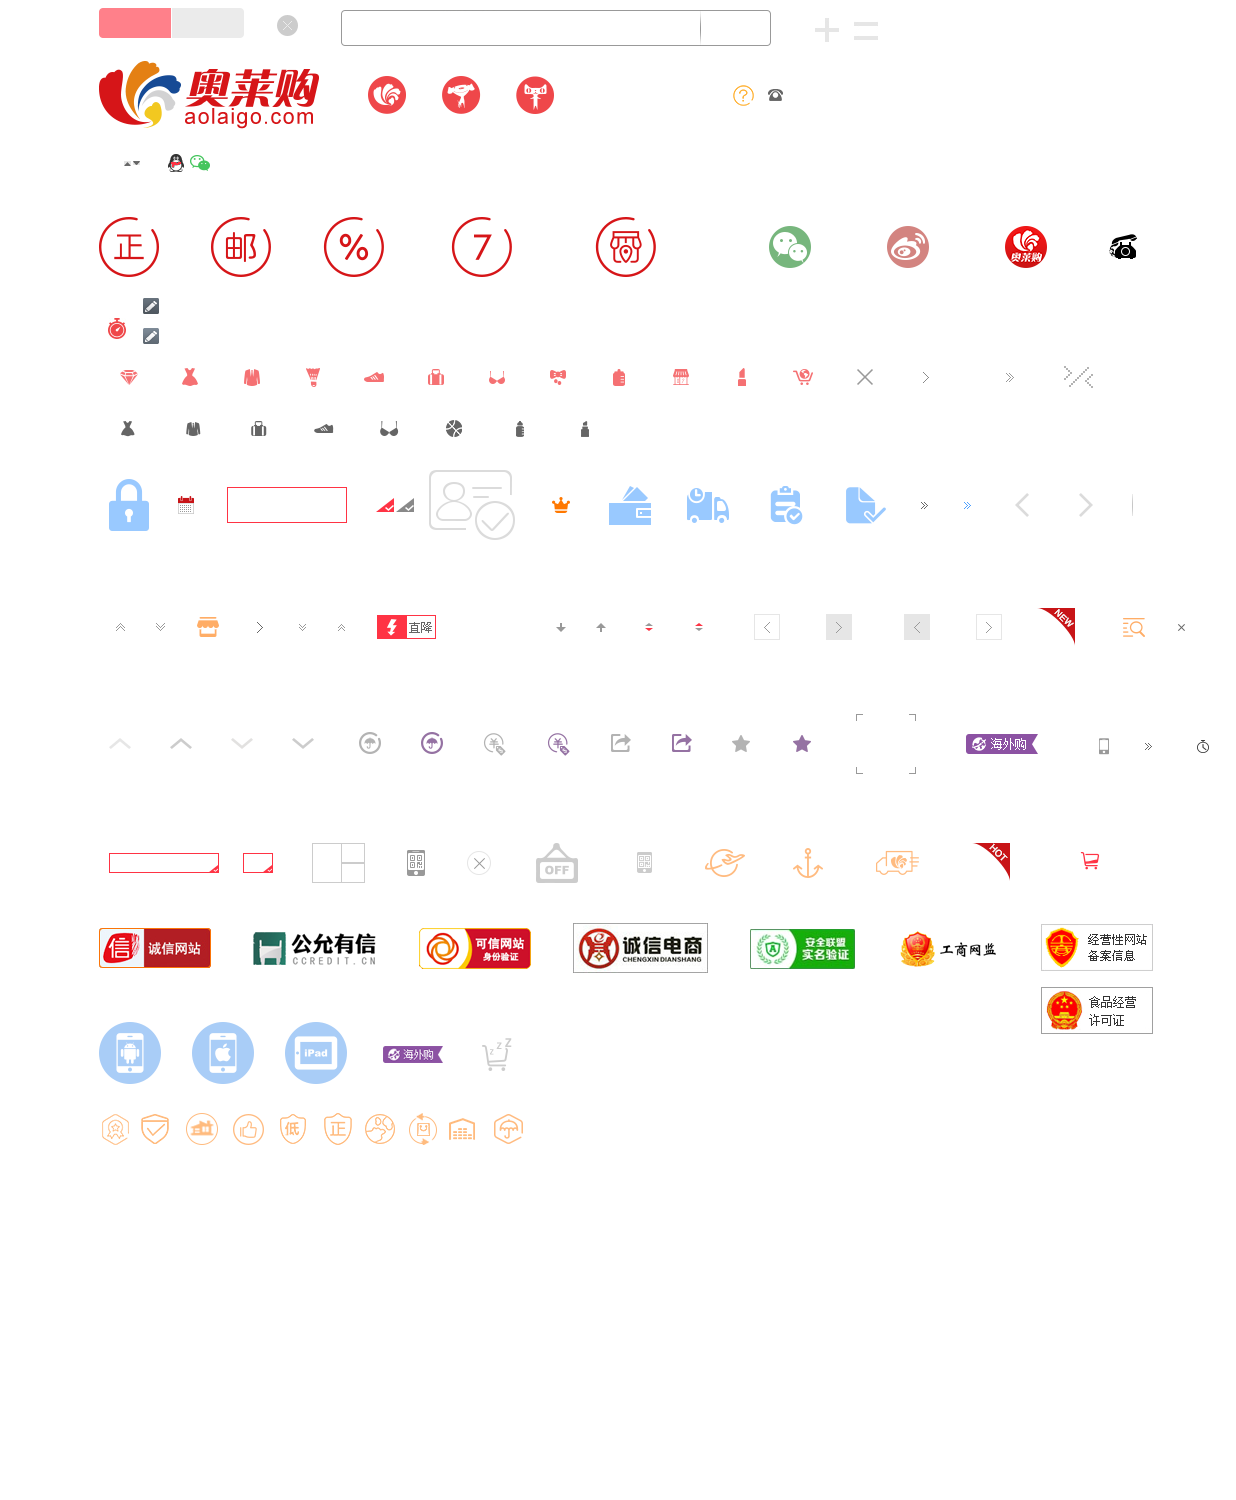 奥莱购
aolaigo.com
?
正
邮
%
7
奥莱购
直降
NEW
海外购
OFF
HOT
信 诚信网站
公允有信
CCREDIT.CN
可信网站
身份验证
诚信电商
CHENGXIN DIANSHANG
安全联盟
实名验证
工商网监
经营性网站
备案信息
食品经营
许可证
iPad
海外购
z z Z
低
正